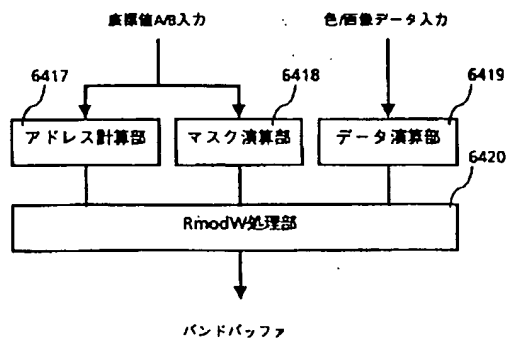 座標値A/B入力
色/画像データ入力
6417
6418
6419
アドレス計算部
マスク演算部
データ演算部
6420
RmodW処理部
バンドバッファ